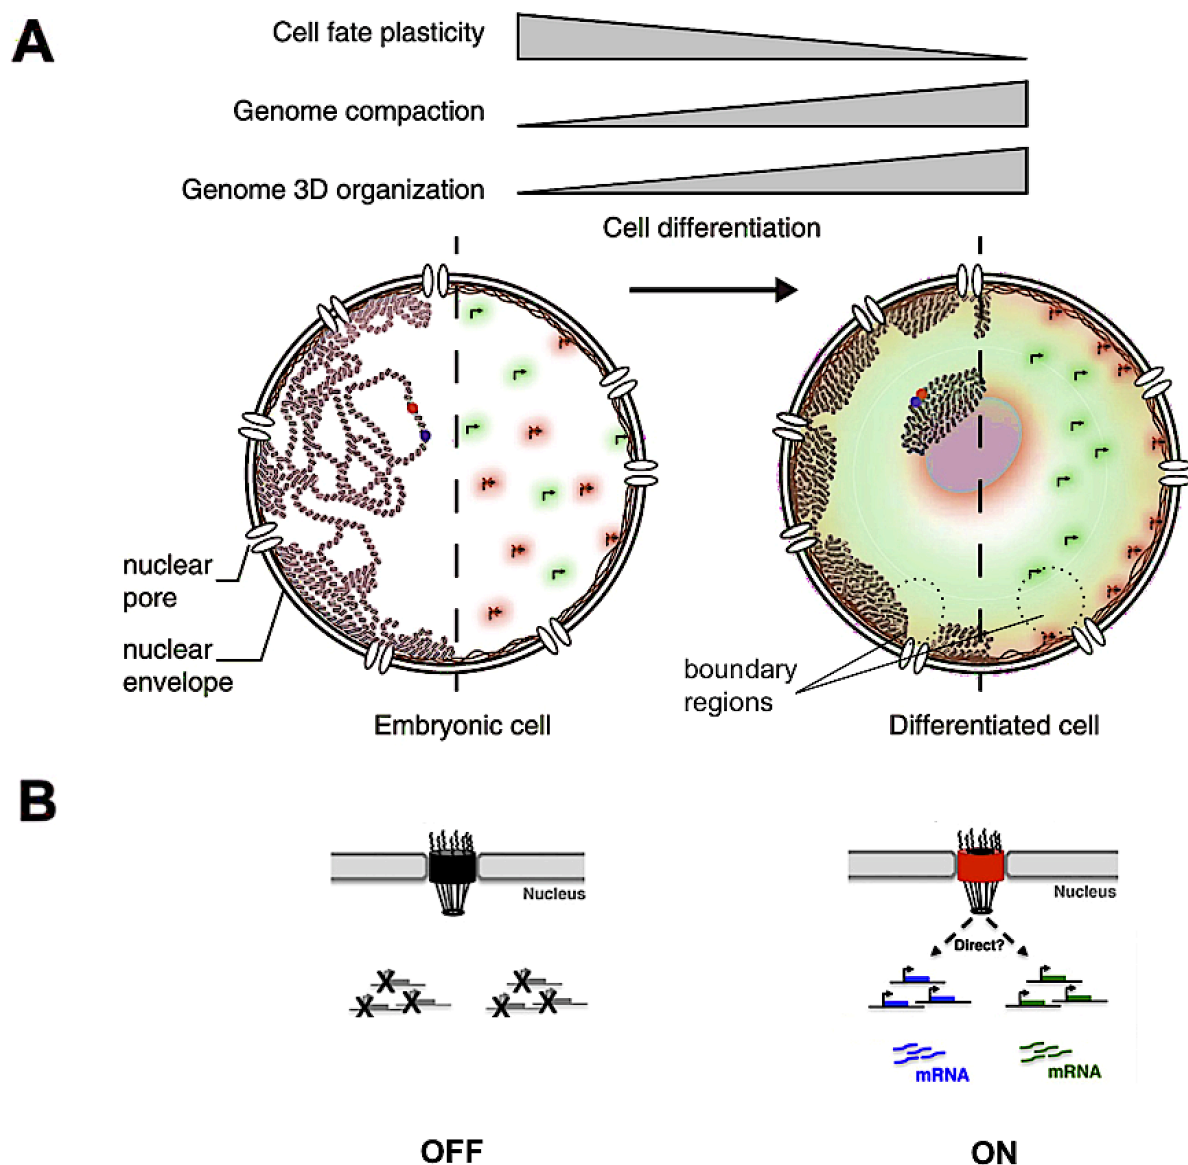 A
Cell fate plasticity
Genome compaction
Genome 3D organization
Cell differentiation
nuclear
pore
nuclear
envelope
boundary
regions
Embryonic cell
Differentiated cell
B
Nucleus
Nucleus
Direct?
X X
X X X X
mRNA
mRNA
OFF
ON